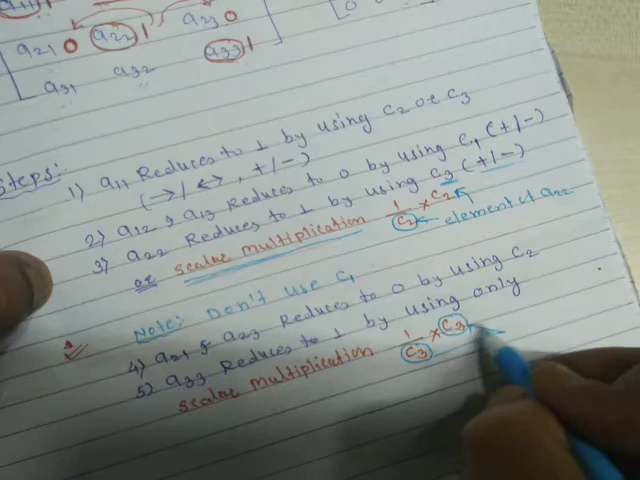 a11 1
a21 0 a22 1 a23 0
a31 a32 a33 1
Steps:
1) a11 Reduces to 1 by using C2 or C3
(→/↔, +/-)
2) a12 & a13 Reduces to 0 by using C1 (+/-)
3) a22 Reduces to 1 by using C3 (+/-)
or scalar multiplication 1/C2 × C2 ← element of a22
Note: Don't use C1
4) a21 & a23 Reduces to 0 by using C2
5) a33 Reduces to 1 by using only
scalar multiplication 1/C3 × C3